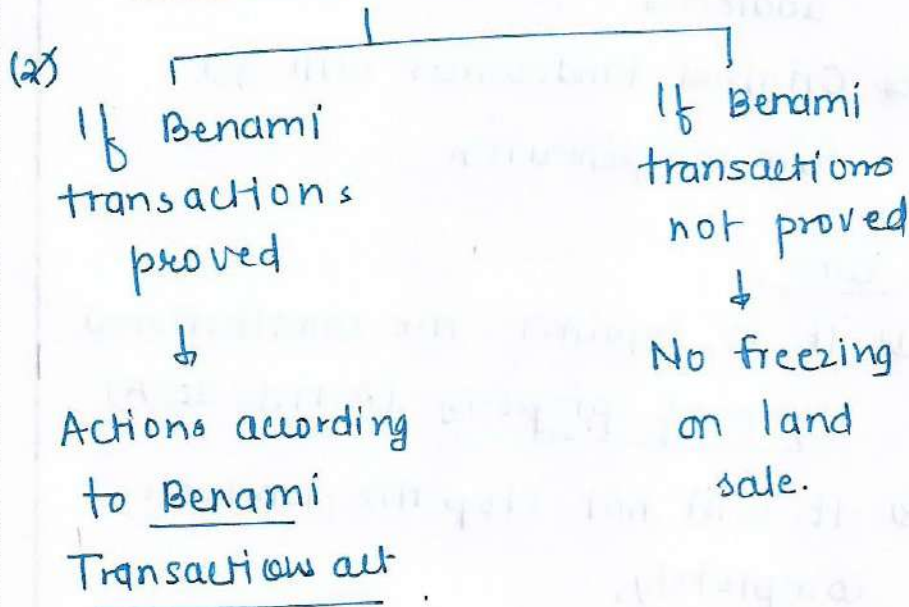 (2)
If Benami
transactions
proved
↓
Actions according
to Benami
Transactions act.
If Benami
transactions
not proved
↓
No freezing
on land
sale.